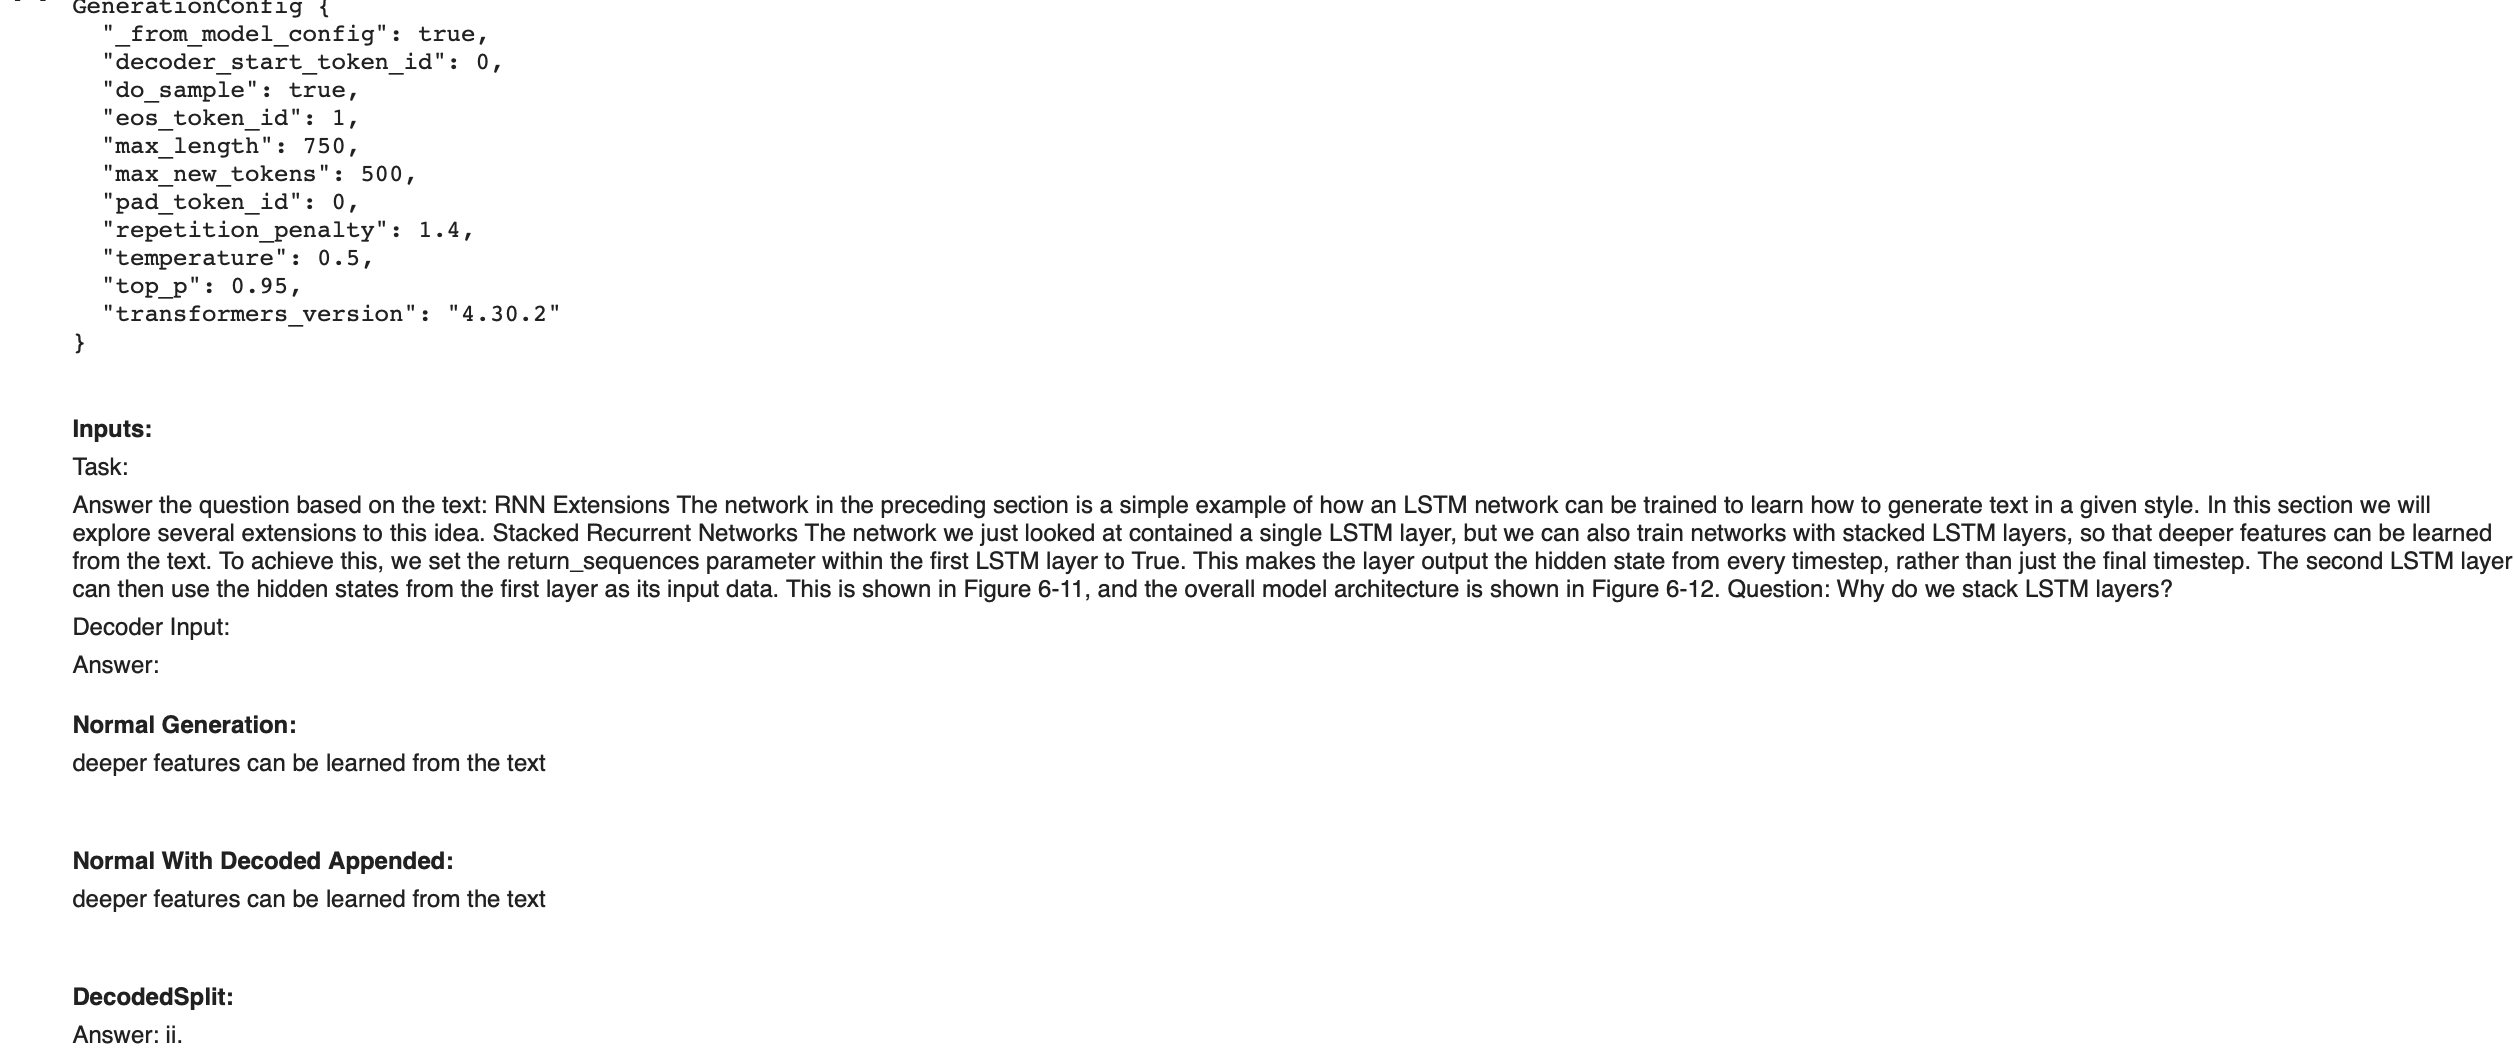 GenerationConfig {
"_from_model_config": true,
"decoder_start_token_id": 0,
"do_sample": true,
"eos_token_id": 1,
"max_length": 750,
"max_new_tokens": 500,
"pad_token_id": 0,
"repetition_penalty": 1.4,
"temperature": 0.5,
"top_p": 0.95,
"transformers_version": "4.30.2"
}
Inputs:
Task:
Answer the question based on the text: RNN Extensions The network in the preceding section is a simple example of how an LSTM network can be trained to learn how to generate text in a given style. In this section we will
explore several extensions to this idea. Stacked Recurrent Networks The network we just looked at contained a single LSTM layer, but we can also train networks with stacked LSTM layers, so that deeper features can be learned
from the text. To achieve this, we set the return_sequences parameter within the first LSTM layer to True. This makes the layer output the hidden state from every timestep, rather than just the final timestep. The second LSTM layer
can then use the hidden states from the first layer as its input data. This is shown in Figure 6-11, and the overall model architecture is shown in Figure 6-12. Question: Why do we stack LSTM layers?
Decoder Input:
Answer:
Normal Generation:
deeper features can be learned from the text
Normal With Decoded Appended:
deeper features can be learned from the text
DecodedSplit:
Answer: ii.